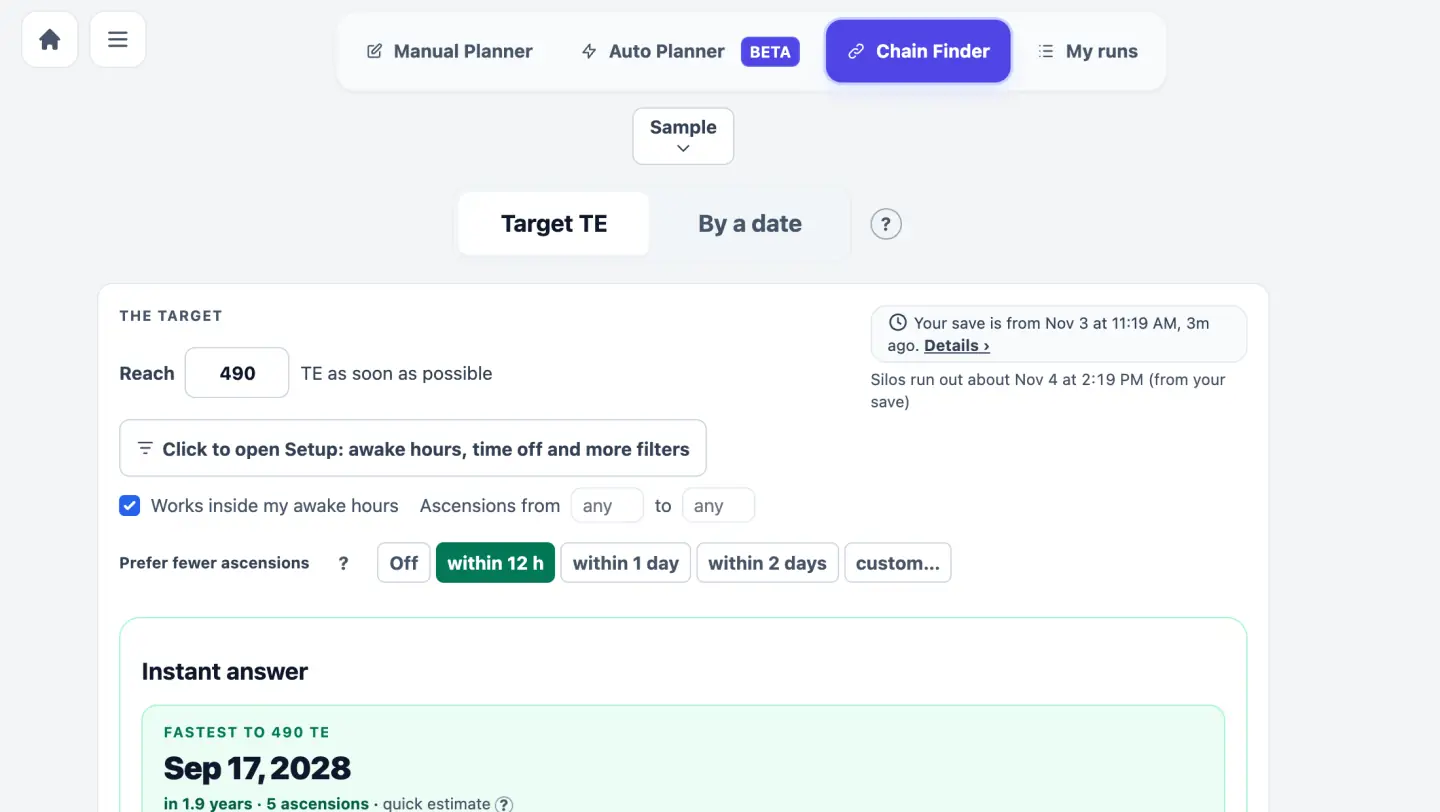 Manual Planner
Auto Planner BETA
Chain Finder
My runs
Sample
Target TE
By a date
?
THE TARGET
Reach 490 TE as soon as possible
Your save is from Nov 3 at 11:19 AM, 3m
ago. Details ›
Silos run out about Nov 4 at 2:19 PM (from your
save)
Click to open Setup: awake hours, time off and more filters
Works inside my awake hours Ascensions from any to any
Prefer fewer ascensions ? Off within 12 h within 1 day within 2 days custom...
Instant answer
FASTEST TO 490 TE
Sep 17, 2028
in 1.9 years · 5 ascensions · quick estimate ?